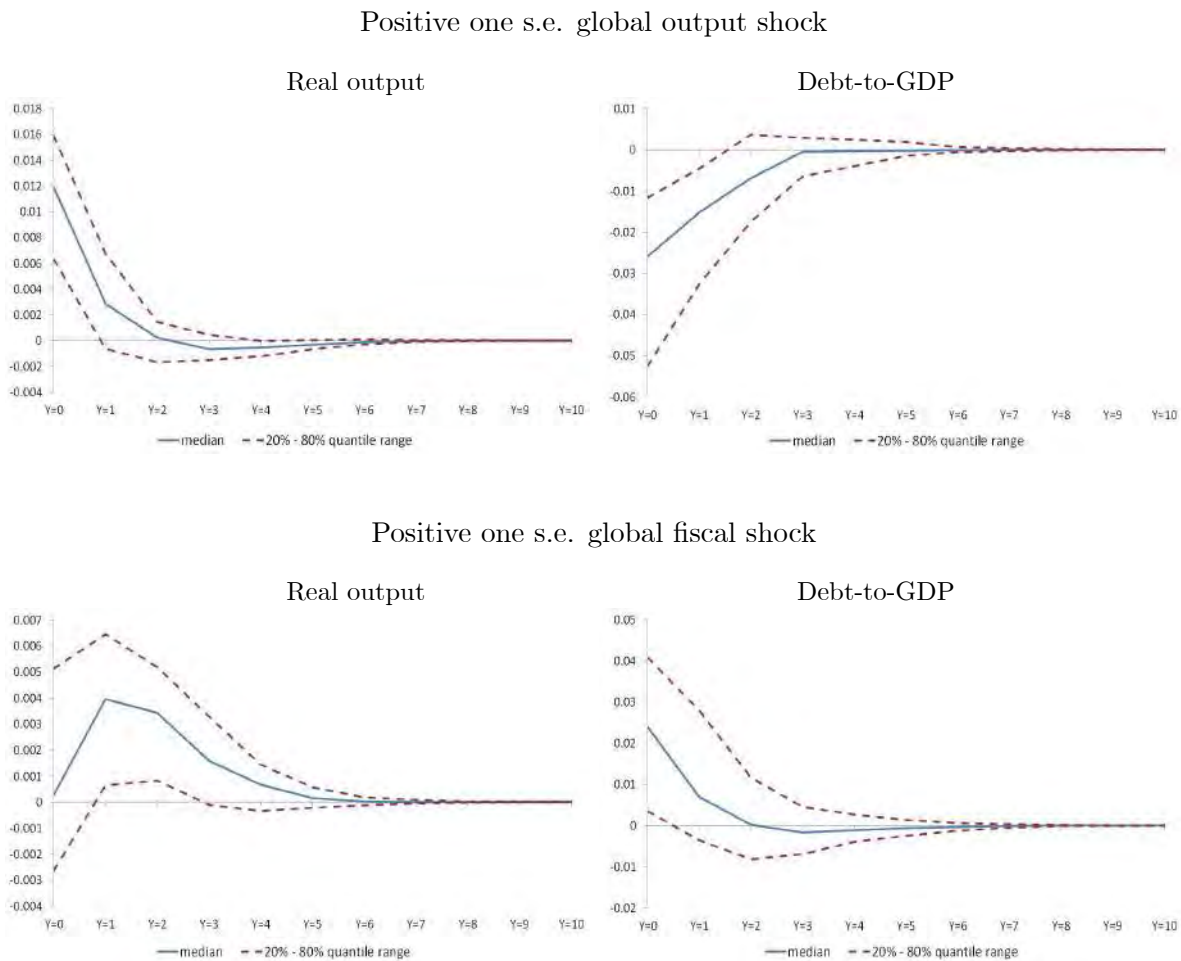 Positive one s.e. global output shock
Real output
0.018
0.016
0.014
0.012
0.01
0.008
0.006
0.004
0.002
0
-0.002
-0.004
Y=0 Y=1 Y=2 Y=3 Y=4 Y=5 Y=6 Y=7 Y=8 Y=9 Y=10
median 20% - 80% quantile range
Debt-to-GDP
0.01
0
-0.01
-0.02
-0.03
-0.04
-0.05
-0.06
Y=0 Y=1 Y=2 Y=3 Y=4 Y=5 Y=6 Y=7 Y=8 Y=9 Y=10
median 20% - 80% quantile range
Positive one s.e. global fiscal shock
Real output
0.007
0.006
0.005
0.004
0.003
0.002
0.001
0
-0.001
-0.002
-0.003
-0.004
Y=0 Y=1 Y=2 Y=3 Y=4 Y=5 Y=6 Y=7 Y=8 Y=9 Y=10
median 20% - 80% quantile range
Debt-to-GDP
0.05
0.04
0.03
0.02
0.01
0
-0.01
-0.02
Y=0 Y=1 Y=2 Y=3 Y=4 Y=5 Y=6 Y=7 Y=8 Y=9 Y=10
median 20% - 80% quantile range